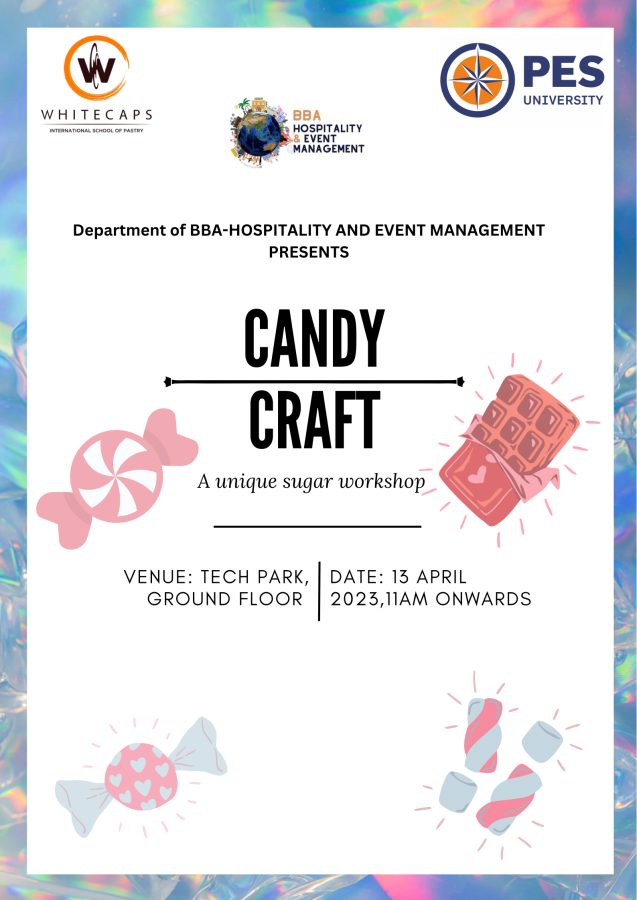 WHITECAPS
INTERNATIONAL SCHOOL OF PASTRY
PES
UNIVERSITY
BBA
HOSPITALITY
& EVENT
MANAGEMENT
Department of BBA-HOSPITALITY AND EVENT MANAGEMENT
PRESENTS
CANDY
CRAFT
A unique sugar workshop
VENUE: TECH PARK,
GROUND FLOOR
DATE: 13 APRIL
2023,11AM ONWARDS